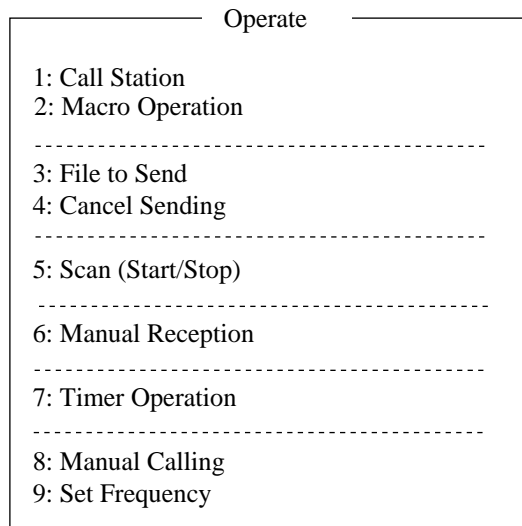 Operate
1: Call Station
2: Macro Operation
3: File to Send
4: Cancel Sending
5: Scan (Start/Stop)
6: Manual Reception
7: Timer Operation
8: Manual Calling
9: Set Frequency